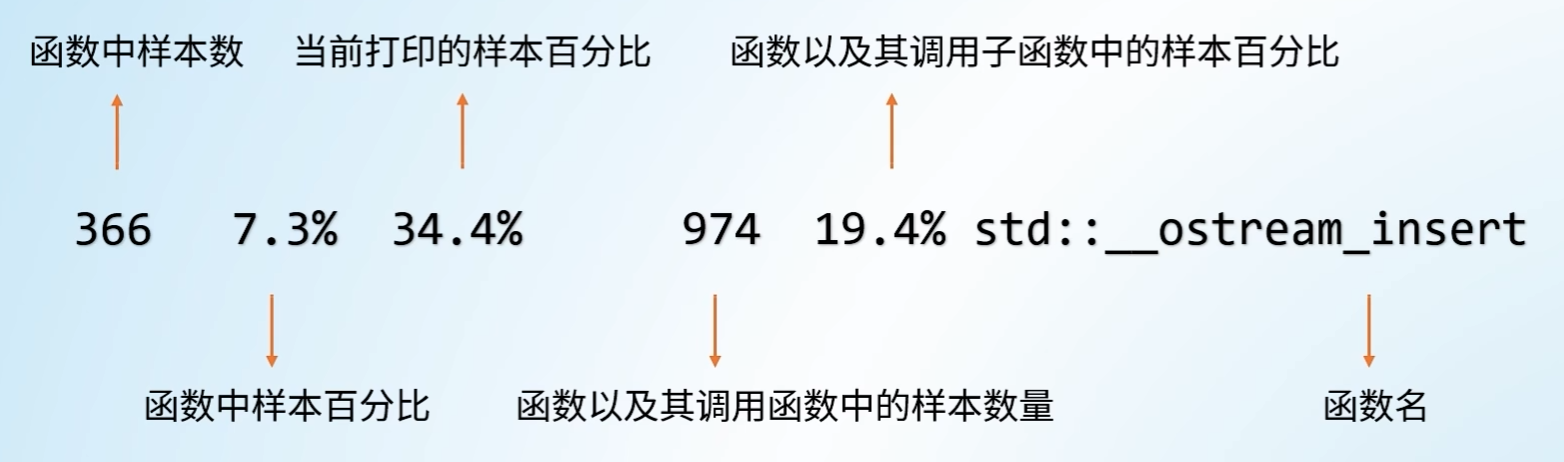 函数中样本数 当前打印的样本百分比 函数以及其调用子函数中的样本百分比
366 7.3% 34.4% 974 19.4% std::__ostream_insert
函数中样本百分比 函数以及其调用函数中的样本数量 函数名